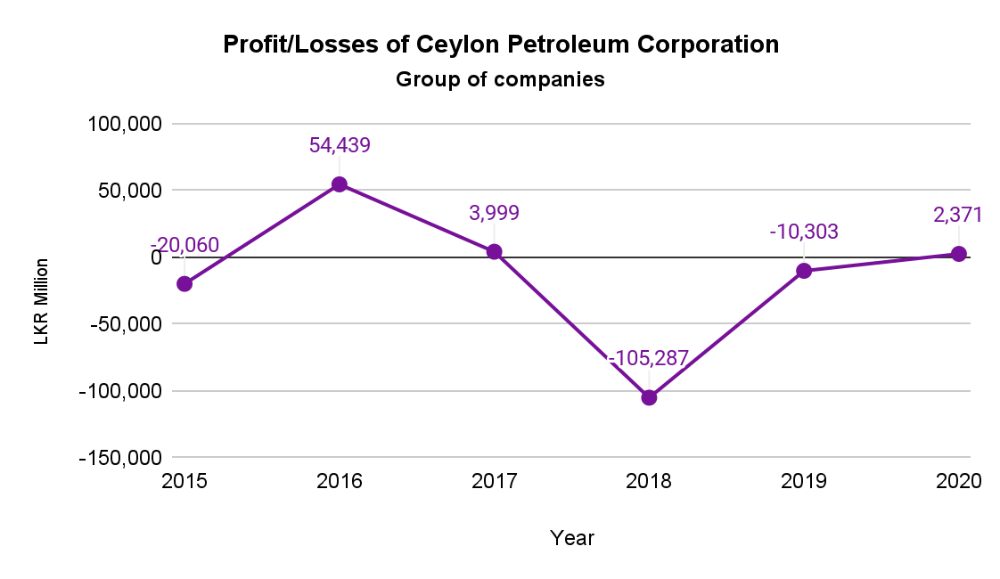 Profit/Losses of Ceylon Petroleum Corporation
Group of companies
100,000
54,439
50,000
3,999
2,371
-10,303
-20,060
0
LKR Million
-50,000
-105,287
-100,000
-150,000
2015 2016 2017 2018 2019 2020
Year